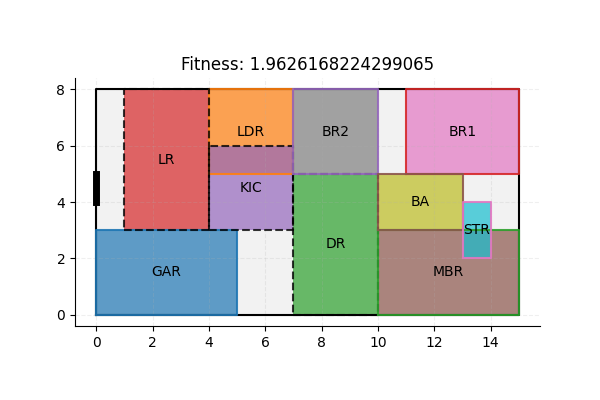 Fitness: 1.9626168224299065
8
6
4
2
0
LR
LDR
BR2
BR1
KIC
BA
STR
DR
GAR
MBR
0 2 4 6 8 10 12 14